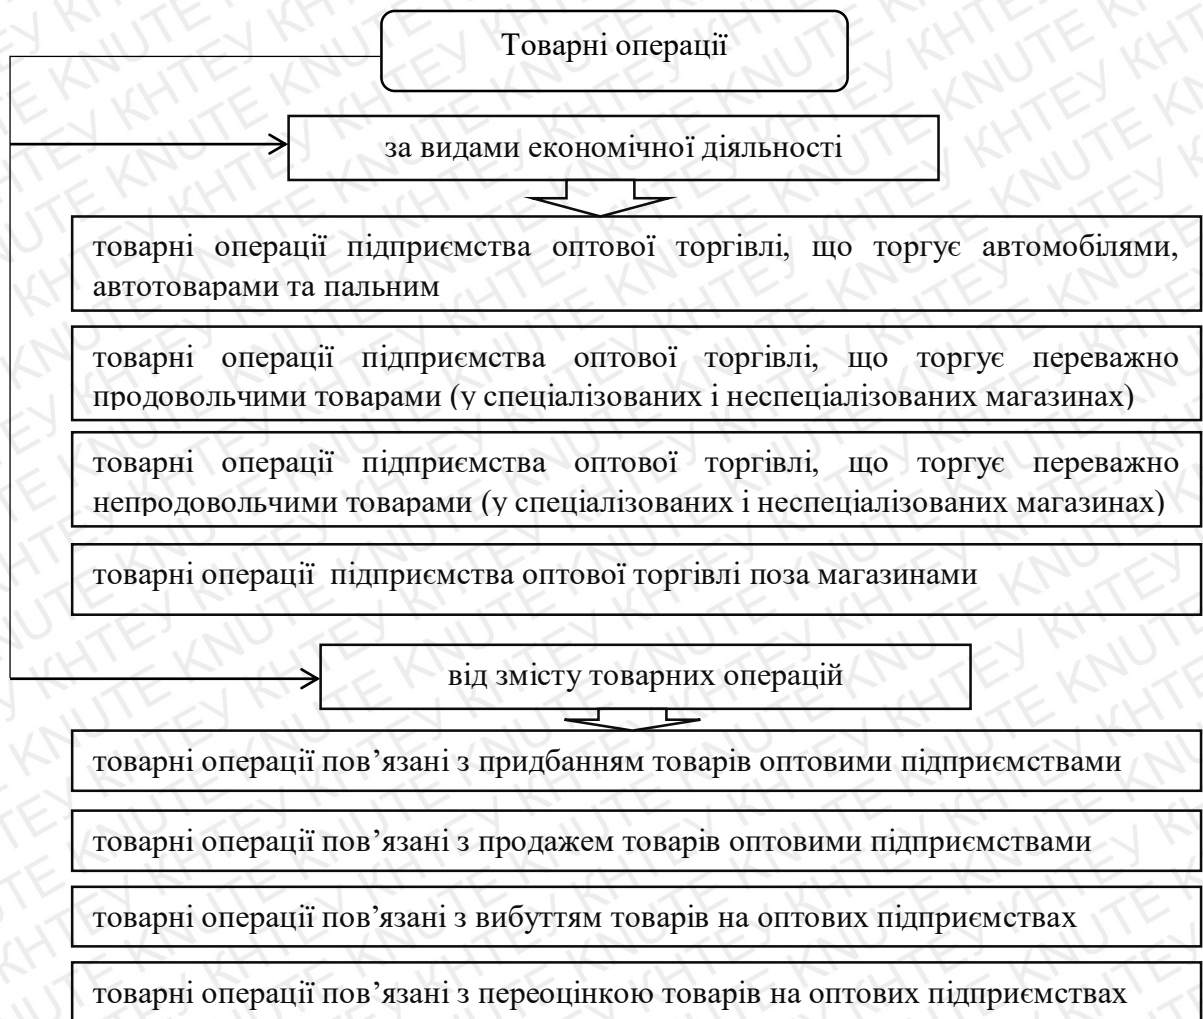 Товарні операції
за видами економічної діяльності
товарні операції підприємства оптової торгівлі, що торгує автомобілями,
автотоварами та пальним
товарні операції підприємства оптової торгівлі, що торгує переважно
продовольчими товарами (у спеціалізованих і неспеціалізованих магазинах)
товарні операції підприємства оптової торгівлі, що торгує переважно
непродовольчими товарами (у спеціалізованих і неспеціалізованих магазинах)
товарні операції підприємства оптової торгівлі поза магазинами
від змісту товарних операцій
товарні операції пов’язані з придбанням товарів оптовими підприємствами
товарні операції пов’язані з продажем товарів оптовими підприємствами
товарні операції пов’язані з вибуттям товарів на оптових підприємствах
товарні операції пов’язані з переоцінкою товарів на оптових підприємствах